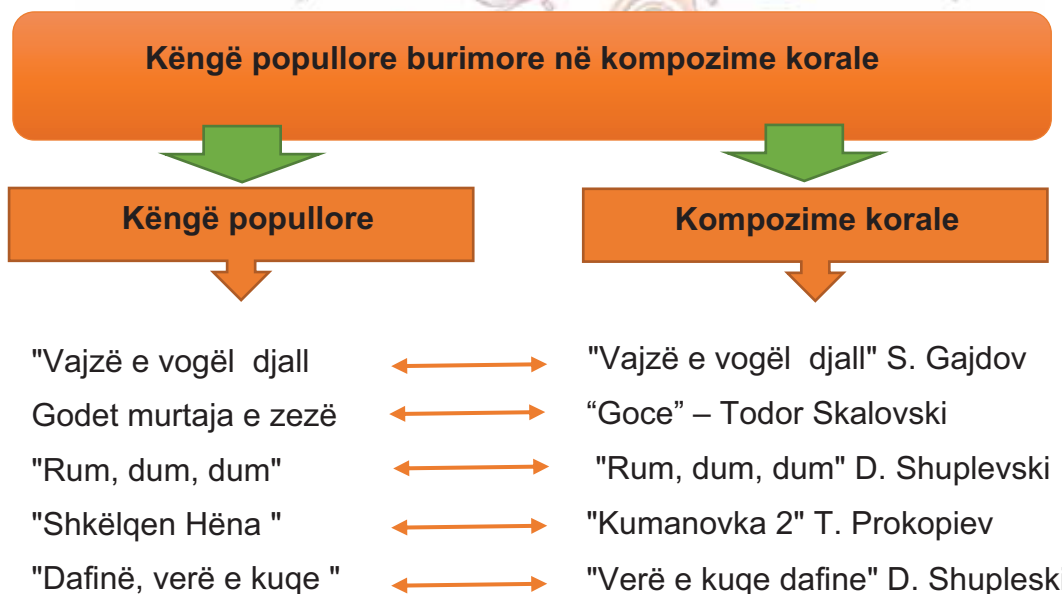 Këngë popullore burimore në kompozime korale
Këngë popullore
Kompozime korale
"Vajzë e vogël djall
"Vajzë e vogël djall" S. Gajdov
Godet murtaja e zezë
“Goce” – Todor Skalovski
"Rum, dum, dum"
"Rum, dum, dum" D. Shuplevski
"Shkëlqen Hëna "
"Kumanovka 2" T. Prokopiev
"Dafinë, verë e kuqe "
"Verë e kuqe dafine" D. Shupleski